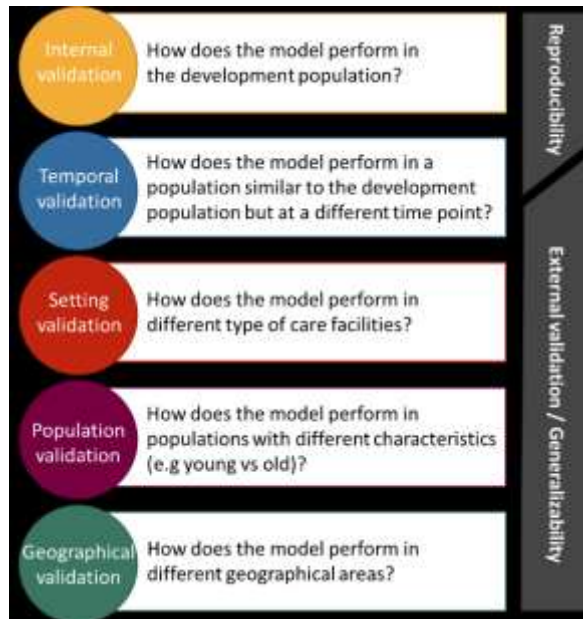 Internal
validation
How does the model perform in
the development population?
Temporal
validation
How does the model perform in a
population similar to the development
population but at a different time point?
Setting
validation
How does the model perform in
different type of care facilities?
Population
validation
How does the model perform in
populations with different characteristics
(e.g young vs old)?
Geographical
validation
How does the model perform in
different geographical areas?
Reproducibility
External validation / Generalizability